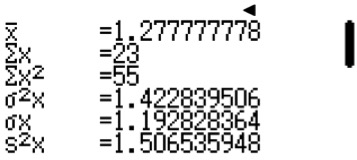 x̄ =1.277777778
Σx =23
Σx² =55
σ²x =1.422839506
σx =1.192828364
s²x =1.506535948